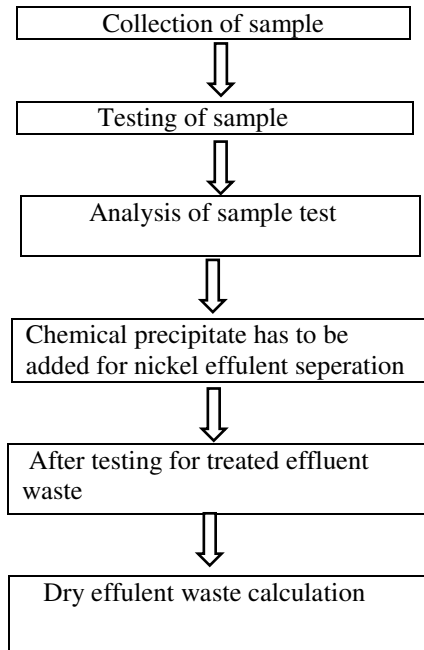 Collection of sample
Testing of sample
Analysis of sample test
Chemical precipitate has to be
added for nickel effulent seperation
After testing for treated effluent
waste
Dry effulent waste calculation